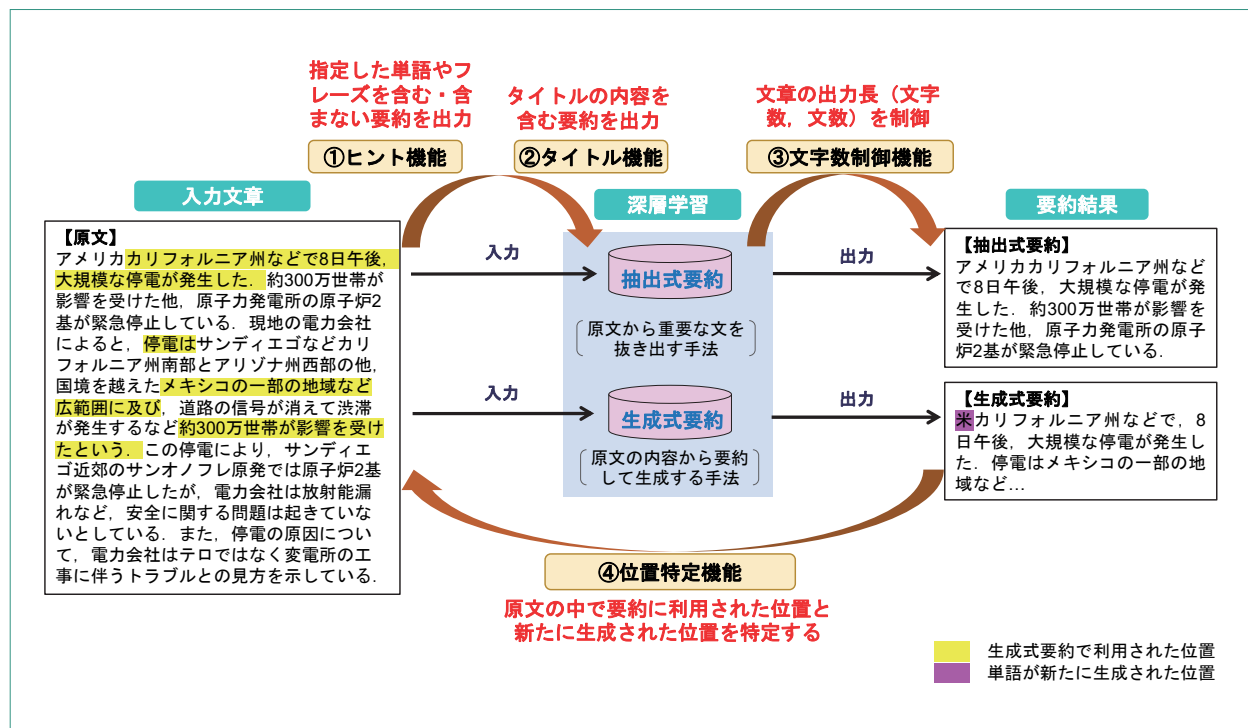 指定した単語やフ
レーズを含む・含
まない要約を出力
①ヒント機能
タイトルの内容を
含む要約を出力
②タイトル機能
文章の出力長（文字
数，文数）を制御
③文字数制御機能
入力文章
【原文】
アメリカカリフォルニア州などで8日午後，
大規模な停電が発生した．約300万世帯が
影響を受けた他，原子力発電所の原子炉2
基が緊急停止している．現地の電力会社
によると，停電はサンディエゴなどカリ
フォルニア州南部とアリゾナ州西部の他，
国境を越えたメキシコの一部の地域など
広範囲に及び，道路の信号が消えて渋滞
が発生するなど約300万世帯が影響を受け
たという．この停電により，サンディエ
ゴ近郊のサンオノフレ原発では原子炉2基
が緊急停止したが，電力会社は放射能漏
れなど，安全に関する問題は起きていな
いとしている．また，停電の原因につい
て，電力会社はテロではなく変電所の工
事に伴うトラブルとの見方を示している．
入力
入力
深層学習
抽出式要約
原文から重要な文を
抜き出す手法
生成式要約
原文の内容から要約
して生成する手法
出力
出力
要約結果
【抽出式要約】
アメリカカリフォルニア州など
で8日午後，大規模な停電が発
生した．約300万世帯が影響を
受けた他，原子力発電所の原子
炉2基が緊急停止している．
【生成式要約】
米カリフォルニア州などで，8
日午後，大規模な停電が発生し
た．停電はメキシコの一部の地
域など…
④位置特定機能
原文の中で要約に利用された位置と
新たに生成された位置を特定する
生成式要約で利用された位置
単語が新たに生成された位置